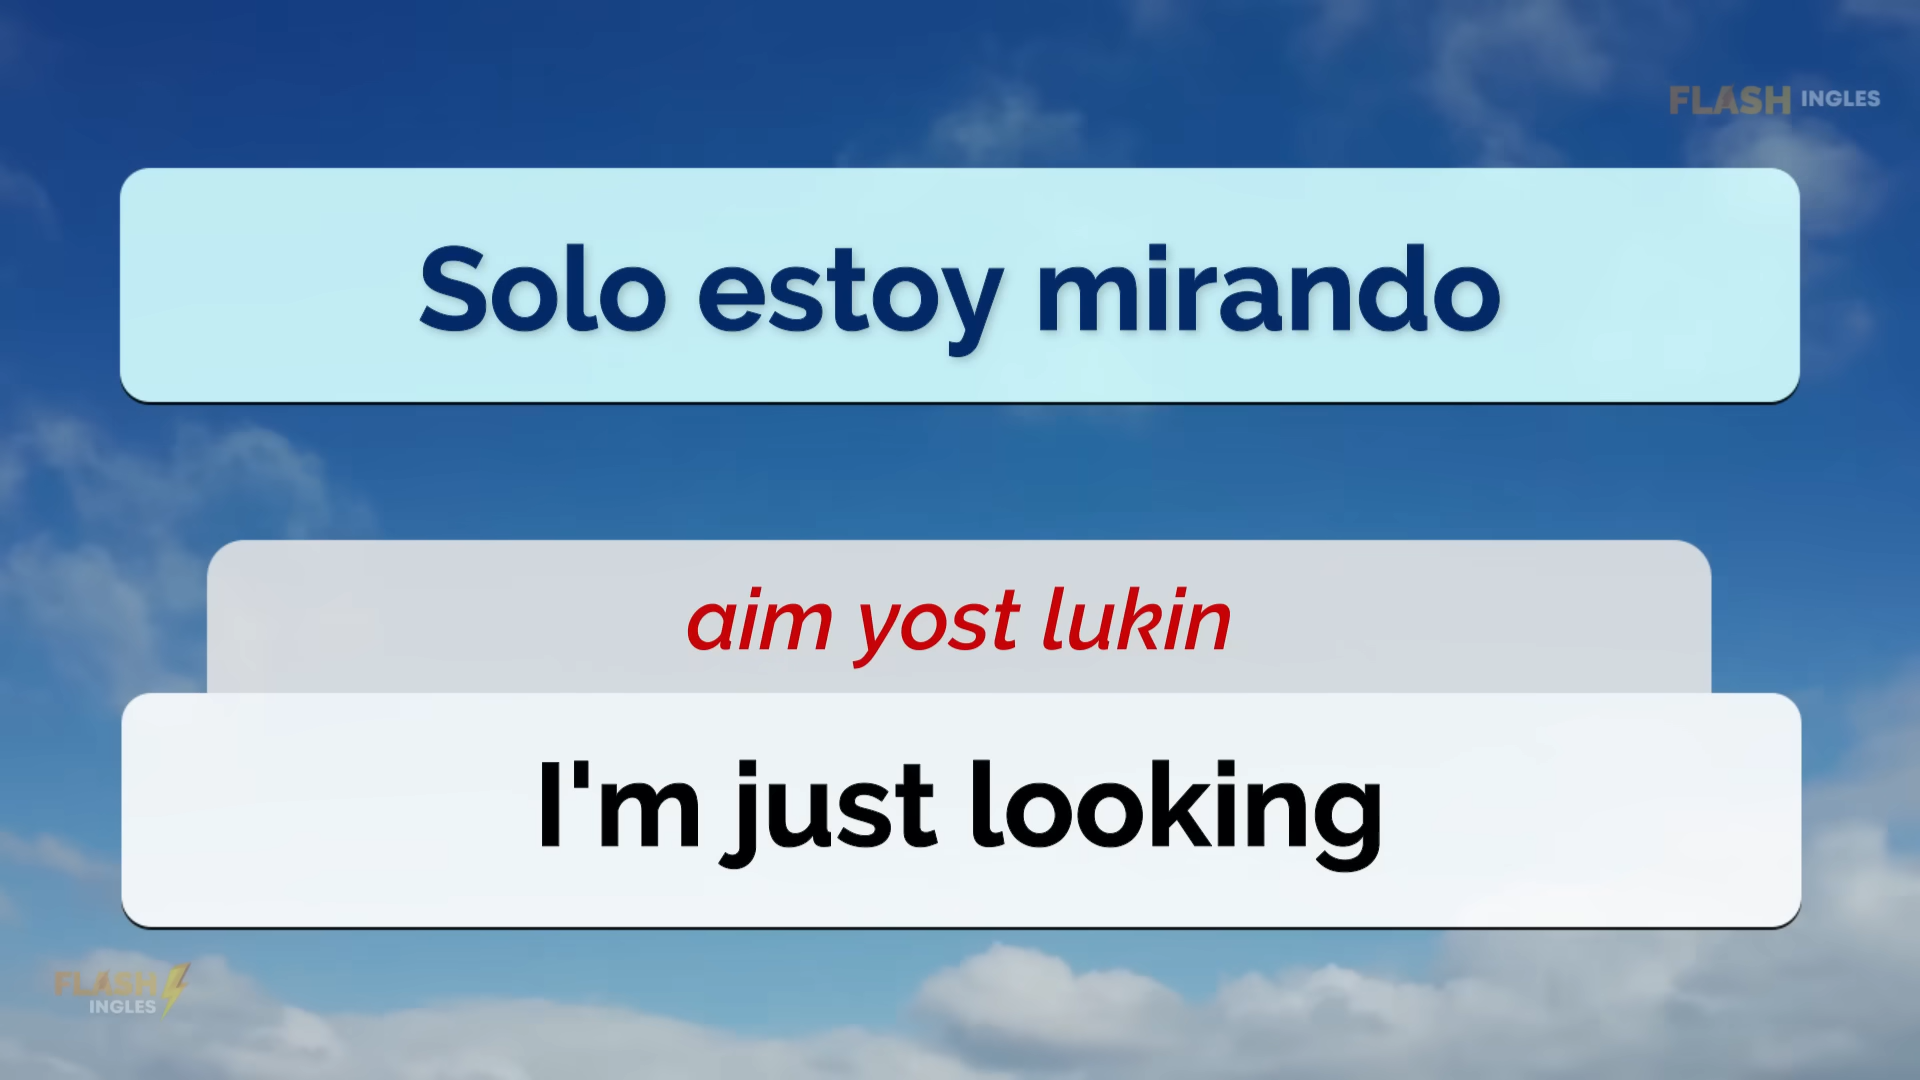 FLASH INGLES
Solo estoy mirando
aim yost lukin
I'm just looking
FLASH
INGLES